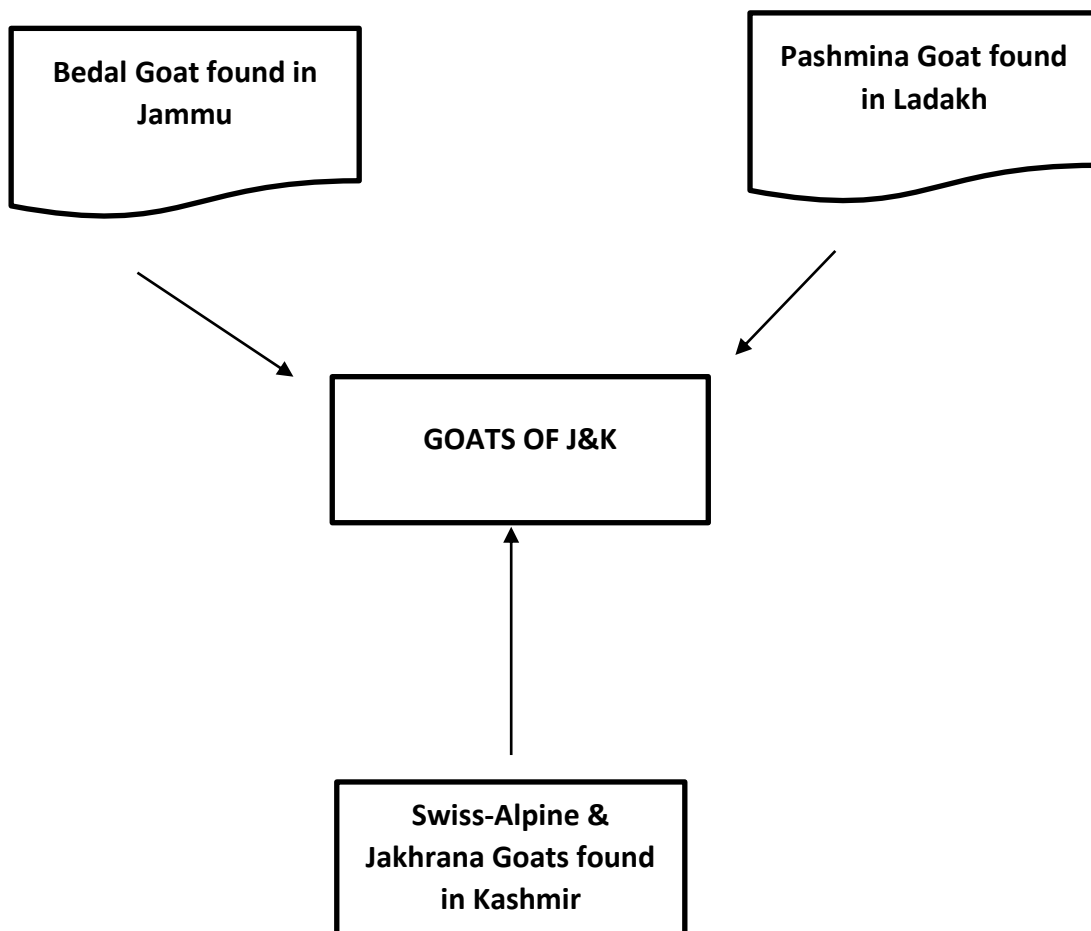 Bedal Goat found in
Jammu
Pashmina Goat found
in Ladakh
GOATS OF J&K
Swiss-Alpine &
Jakhrana Goats found
in Kashmir